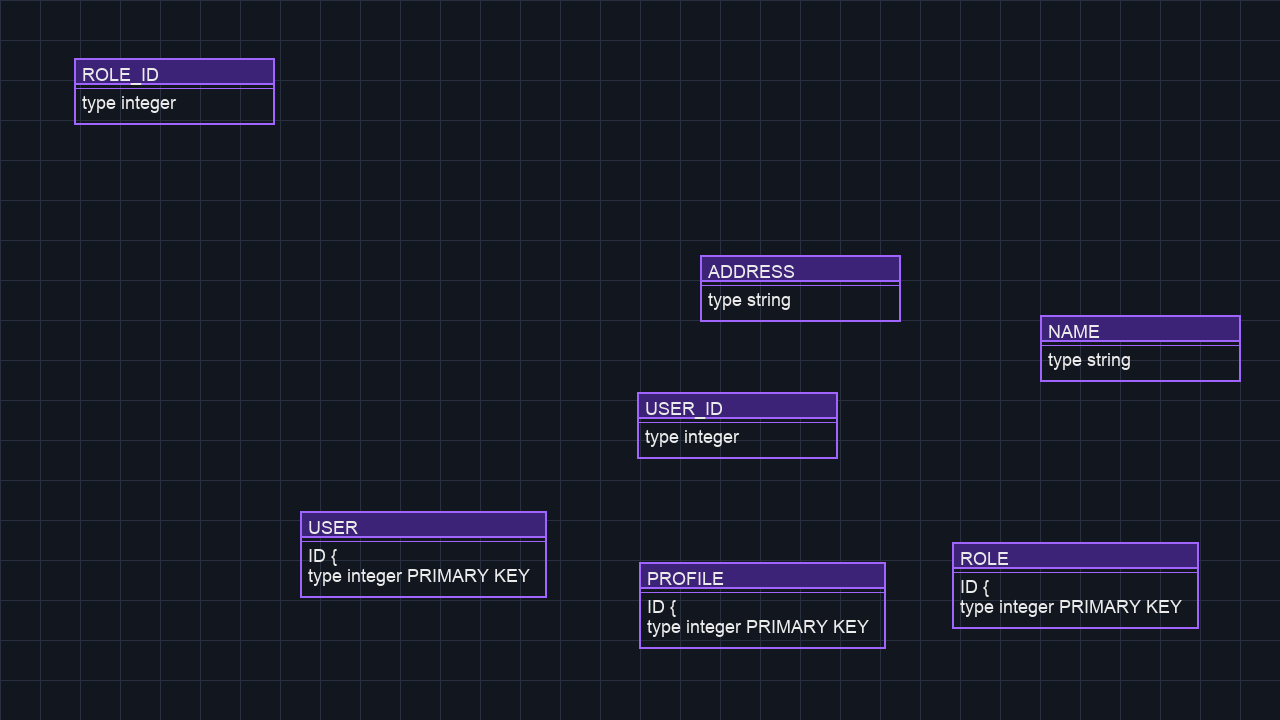 ROLE_ID
type integer
ADDRESS
type string
NAME
type string
USER_ID
type integer
USER
ID {
type integer PRIMARY KEY
PROFILE
ID {
type integer PRIMARY KEY
ROLE
ID {
type integer PRIMARY KEY